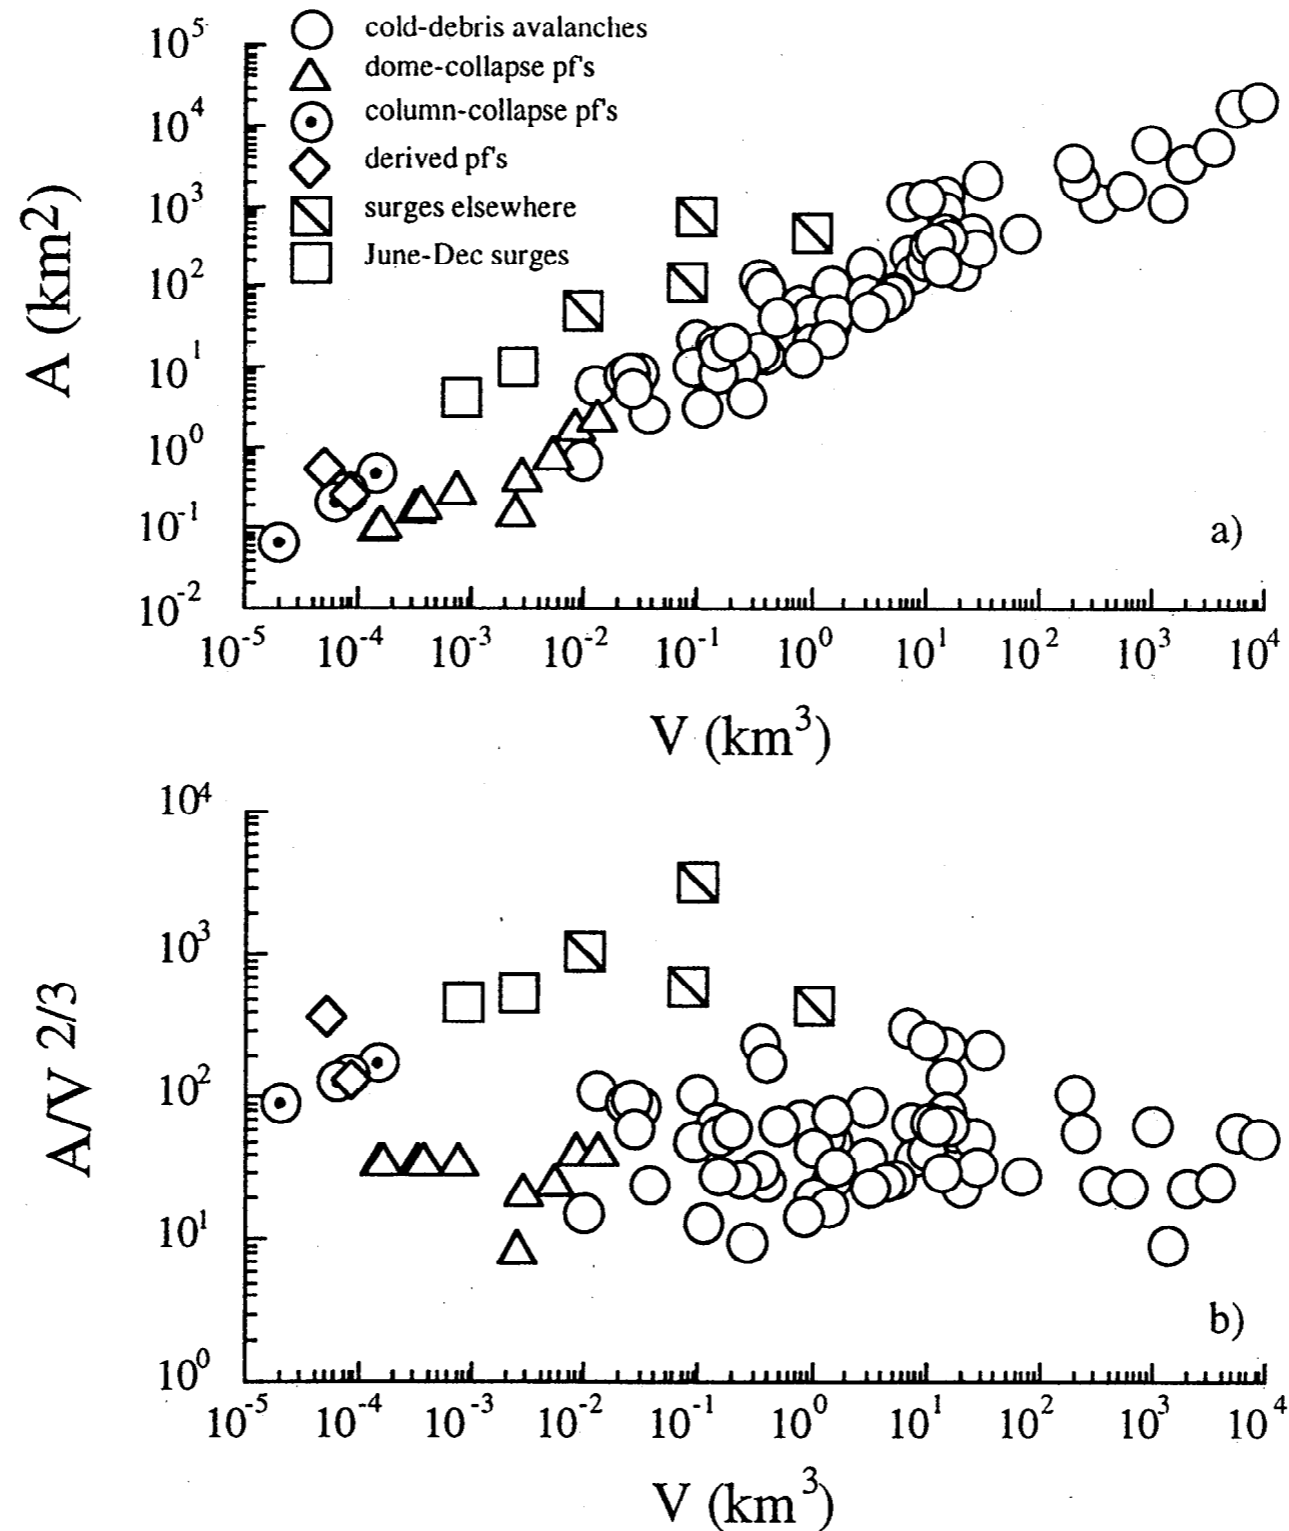 cold-debris avalanches
dome-collapse pf's
column-collapse pf's
derived pf's
surges elsewhere
June-Dec surges
A (km2)
10^5
10^4
10^3
10^2
10^1
10^0
10^-1
10^-2
a)
10^-5 10^-4 10^-3 10^-2 10^-1 10^0 10^1 10^2 10^3 10^4
V (km^3)
A/V 2/3
10^4
10^3
10^2
10^1
10^0
b)
10^-5 10^-4 10^-3 10^-2 10^-1 10^0 10^1 10^2 10^3 10^4
V (km^3)